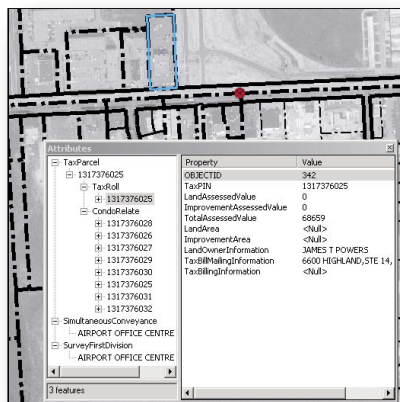 Attributes
TaxParcel
1317376025
TaxRoll
1317376025
CondoRelate
1317376028
1317376026
1317376027
1317376029
1317376030
1317376025
1317376031
1317376032
SimultaneousConveyance
AIRPORT OFFICE CENTRE
SurveyFirstDivision
AIRPORT OFFICE CENTRE
3 features
Property Value
OBJECTID 342
TaxPIN 1317376025
LandAssessedValue 0
ImprovementAssessedValue 0
TotalAssessedValue 68659
LandArea <Null>
ImprovementArea <Null>
LandOwnerInformation JAMES T POWERS
TaxBillMailingInformation 6600 HIGHLAND,STE 14,
TaxBillingInformation <Null>